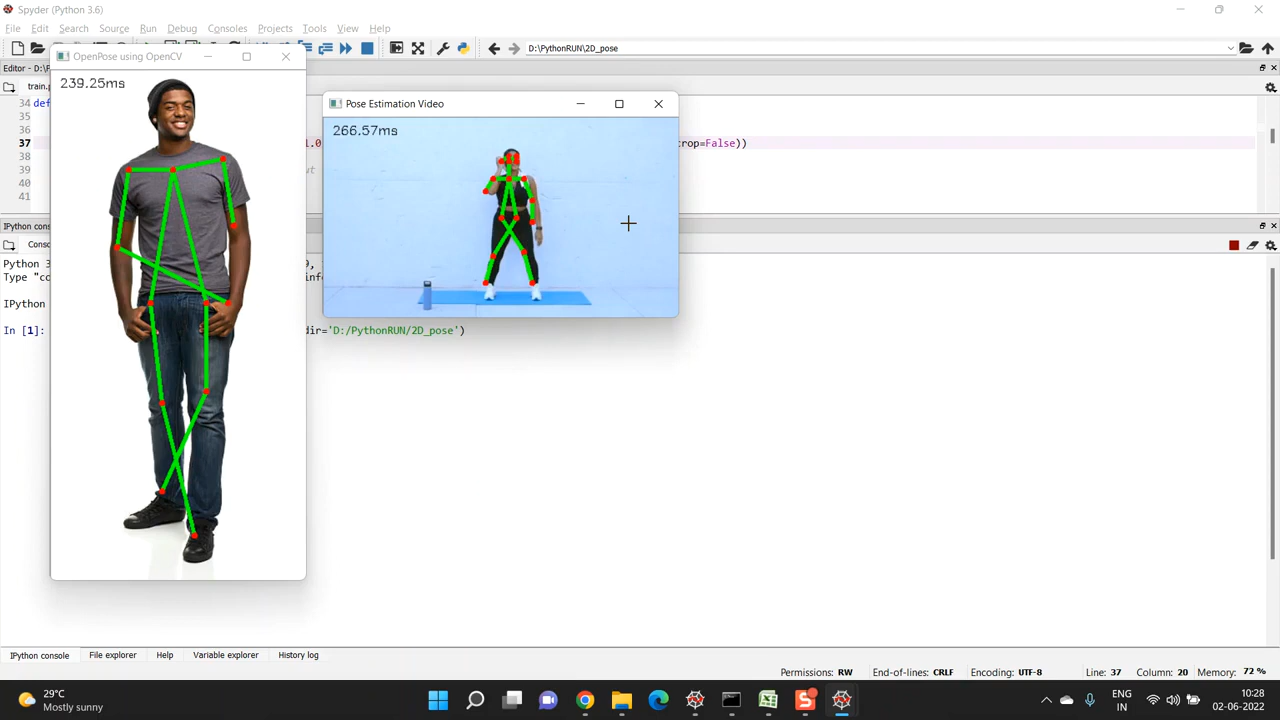 Spyder (Python 3.6)
File Edit Search Source Run Debug Consoles Projects Tools View Help
D:\PythonRUN\2D_pose
OpenPose using OpenCV
239.25ms
Pose Estimation Video
266.57ms
34 def
35
36
37 crop=False))
38
39
40
41
Python 3
IPython
In [1]: dir='D:/PythonRUN/2D_pose')
IPython console File explorer Help Variable explorer History log
Permissions: RW End-of-lines: CRLF Encoding: UTF-8 Line: 37 Column: 20 Memory: 72 %
29°C
Mostly sunny
ENG
IN
10:28
02-06-2022